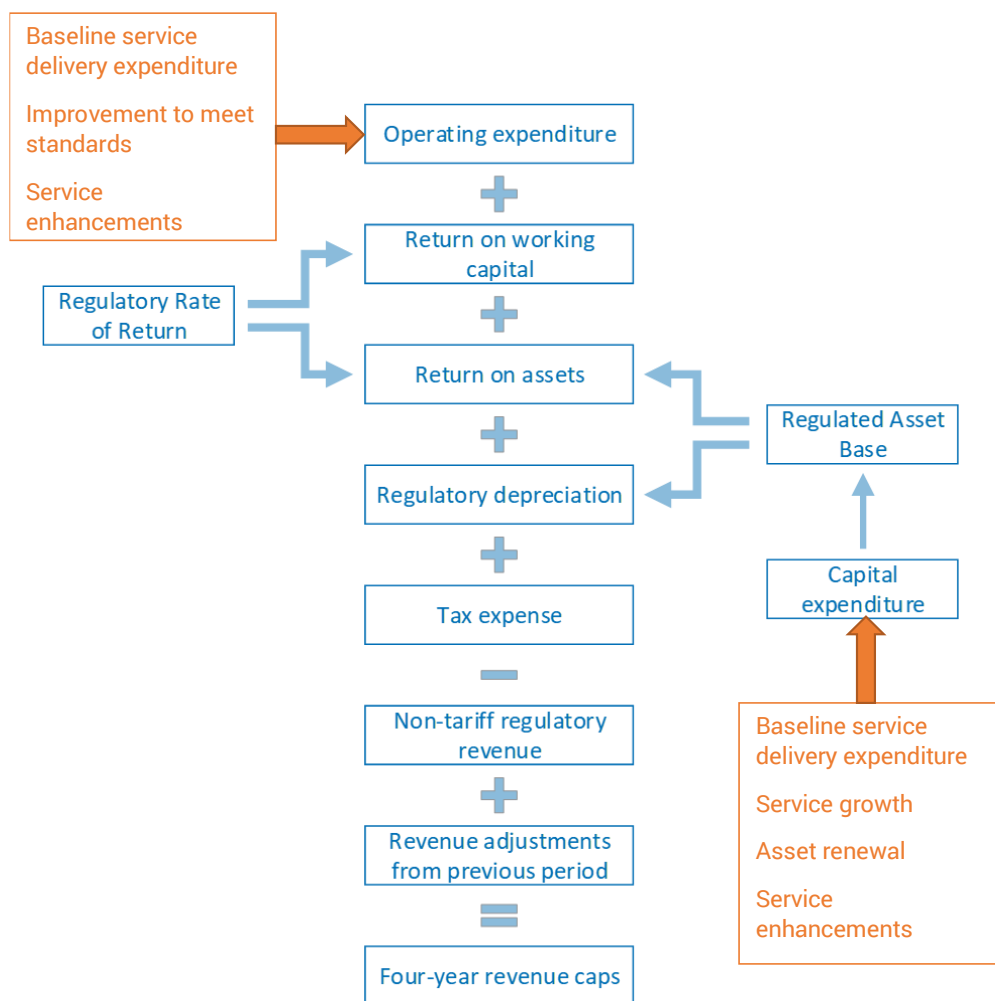 Baseline service
delivery expenditure
Improvement to meet
standards
Service
enhancements
Operating expenditure
+
Return on working
capital
Regulatory Rate
of Return
+
Return on assets
+
Regulated Asset
Base
Regulatory depreciation
+
Capital
expenditure
Tax expense
−
Non-tariff regulatory
revenue
+
Revenue adjustments
from previous period
=
Four-year revenue caps
Baseline service
delivery expenditure
Service growth
Asset renewal
Service
enhancements